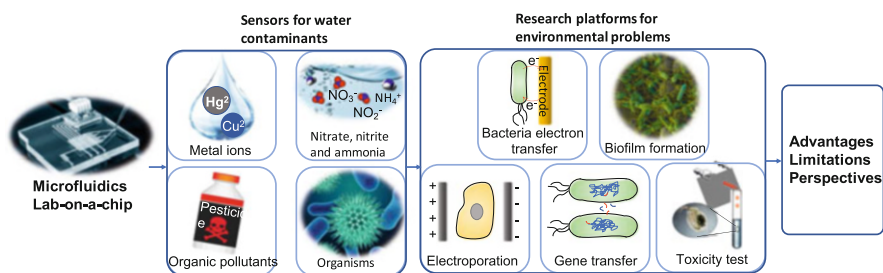 Sensors for water
contaminants
Research platforms for
environmental problems
Microfluidics
Lab-on-a-chip
Hg²
Cu²
Metal ions
NO₃⁻
NH₄⁺
NO₂⁻
Nitrate, nitrite
and ammonia
Pesticid
e
Organic pollutants
Organisms
e⁻
Electrode
e⁻
Bacteria electron
transfer
Biofilm formation
+ -
+ -
+ -
+ -
Electroporation
Gene transfer
Toxicity test
Advantages
Limitations
Perspectives